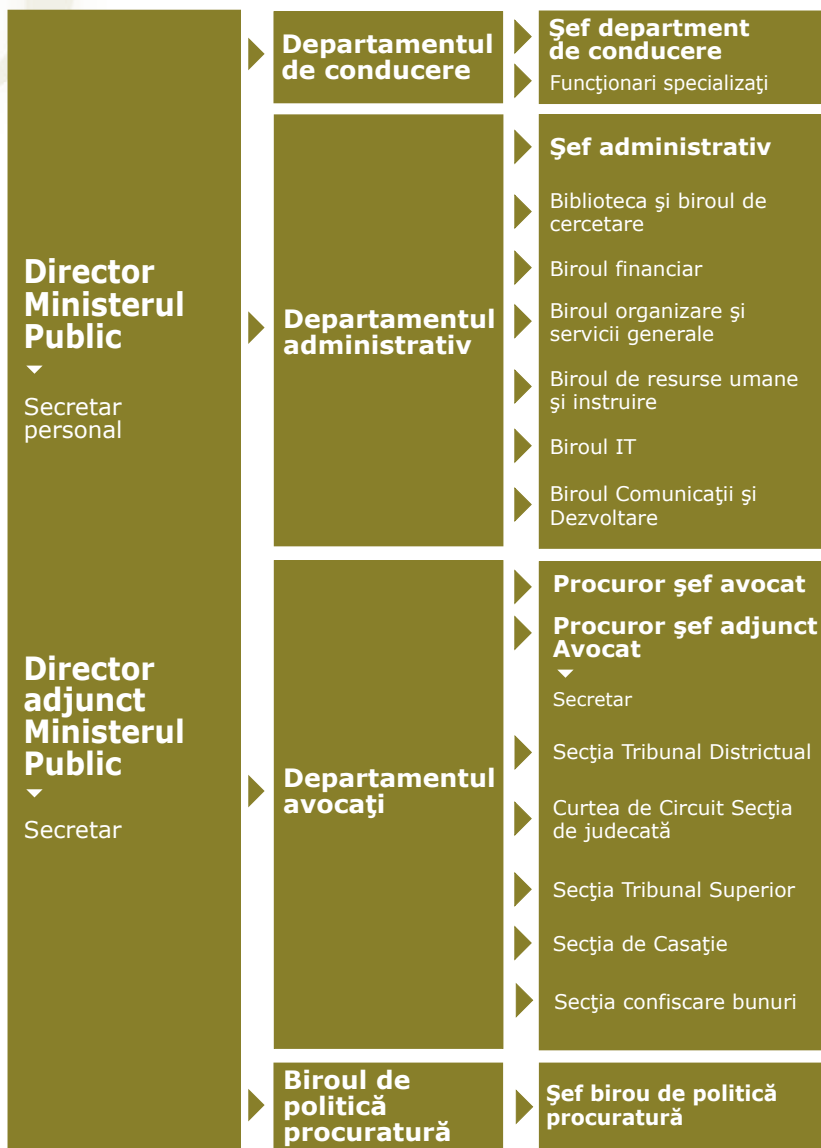 Director
Ministerul
Public
Secretar
personal
Director
adjunct
Ministerul
Public
Secretar
Departamentul
de conducere
Şef department
de conducere
Funcţionari specializaţi
Departamentul
administrativ
Şef administrativ
Biblioteca şi biroul de
cercetare
Biroul financiar
Biroul organizare şi
servicii generale
Biroul de resurse umane
şi instruire
Biroul IT
Biroul Comunicaţii şi
Dezvoltare
Departamentul
avocaţi
Procuror şef avocat
Procuror şef adjunct
Avocat
Secretar
Secţia Tribunal Districtual
Curtea de Circuit Secţia
de judecată
Secţia Tribunal Superior
Secţia de Casaţie
Secţia confiscare bunuri
Biroul de
politică
procuratură
Şef birou de politică
procuratură